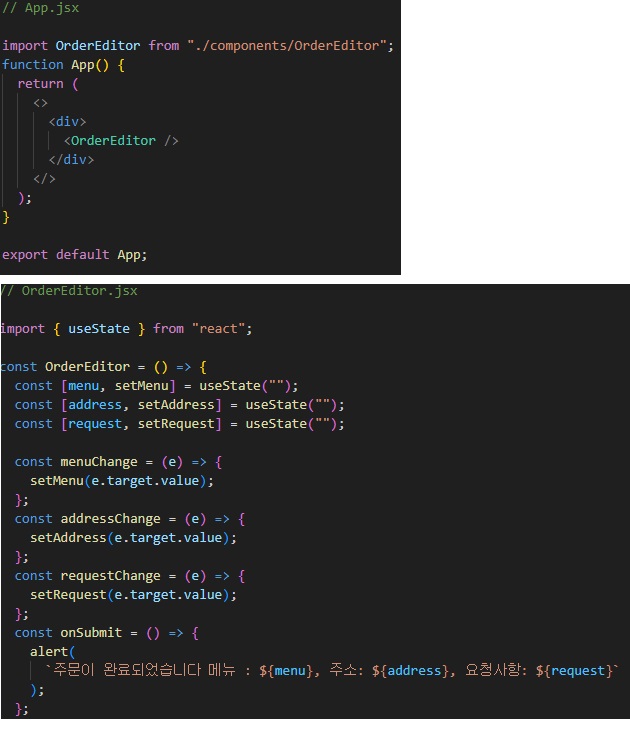 // App.jsx
import OrderEditor from "./components/OrderEditor";
function App() {
  return (
    <>
      <div>
        <OrderEditor />
      </div>
    </>
  );
}
export default App;
// OrderEditor.jsx
import { useState } from "react";
const OrderEditor = () => {
  const [menu, setMenu] = useState("");
  const [address, setAddress] = useState("");
  const [request, setRequest] = useState("");
  const menuChange = (e) => {
    setMenu(e.target.value);
  };
  const addressChange = (e) => {
    setAddress(e.target.value);
  };
  const requestChange = (e) => {
    setRequest(e.target.value);
  };
  const onSubmit = () => {
    alert(
      `주문이 완료되었습니다 메뉴 : ${menu}, 주소: ${address}, 요청사항: ${request}`
    );
  };